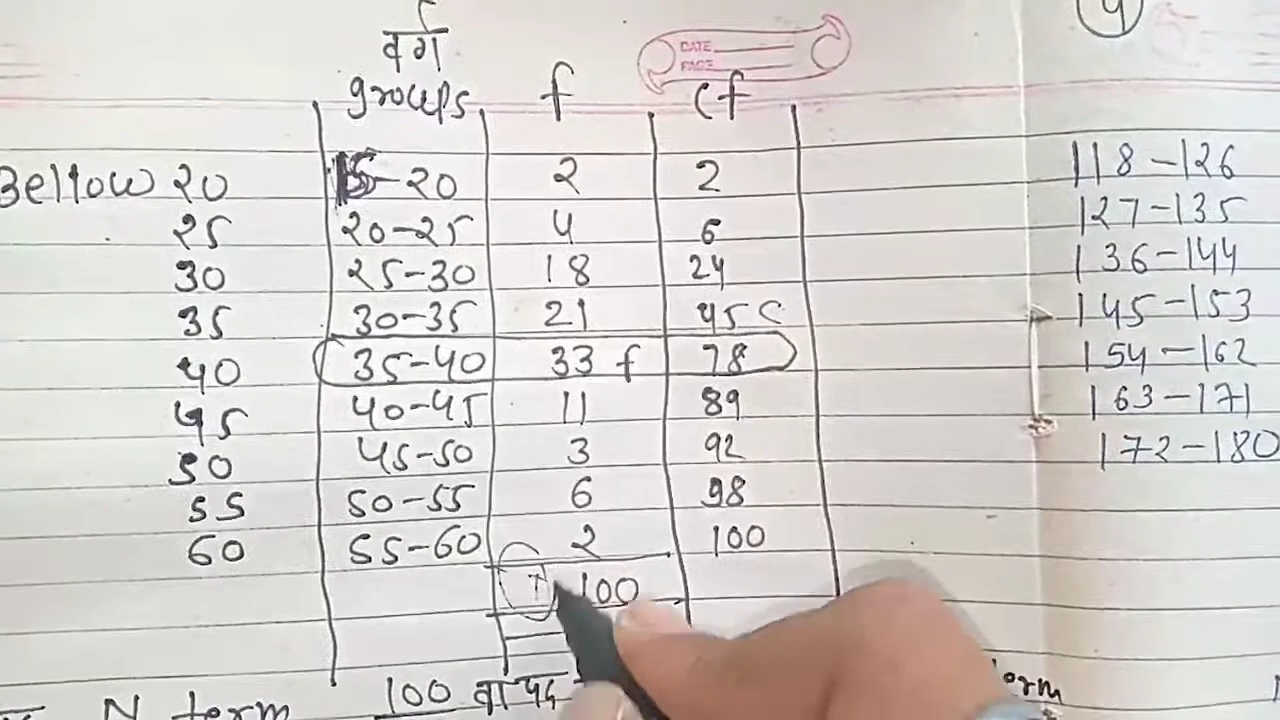 4
वर्ग
DATE
PAGE
groups f cf
Bellow 20 15-20 2 2
25 20-25 4 6
30 25-30 18 24
35 30-35 21 45 C
40 35-40 33 f 78
45 40-45 11 89
50 45-50 3 92
55 50-55 6 98
60 55-60 2 100
100
N term 100 वा पद
term
118-126
127-135
136-144
145-153
154-162
163-171
172-180